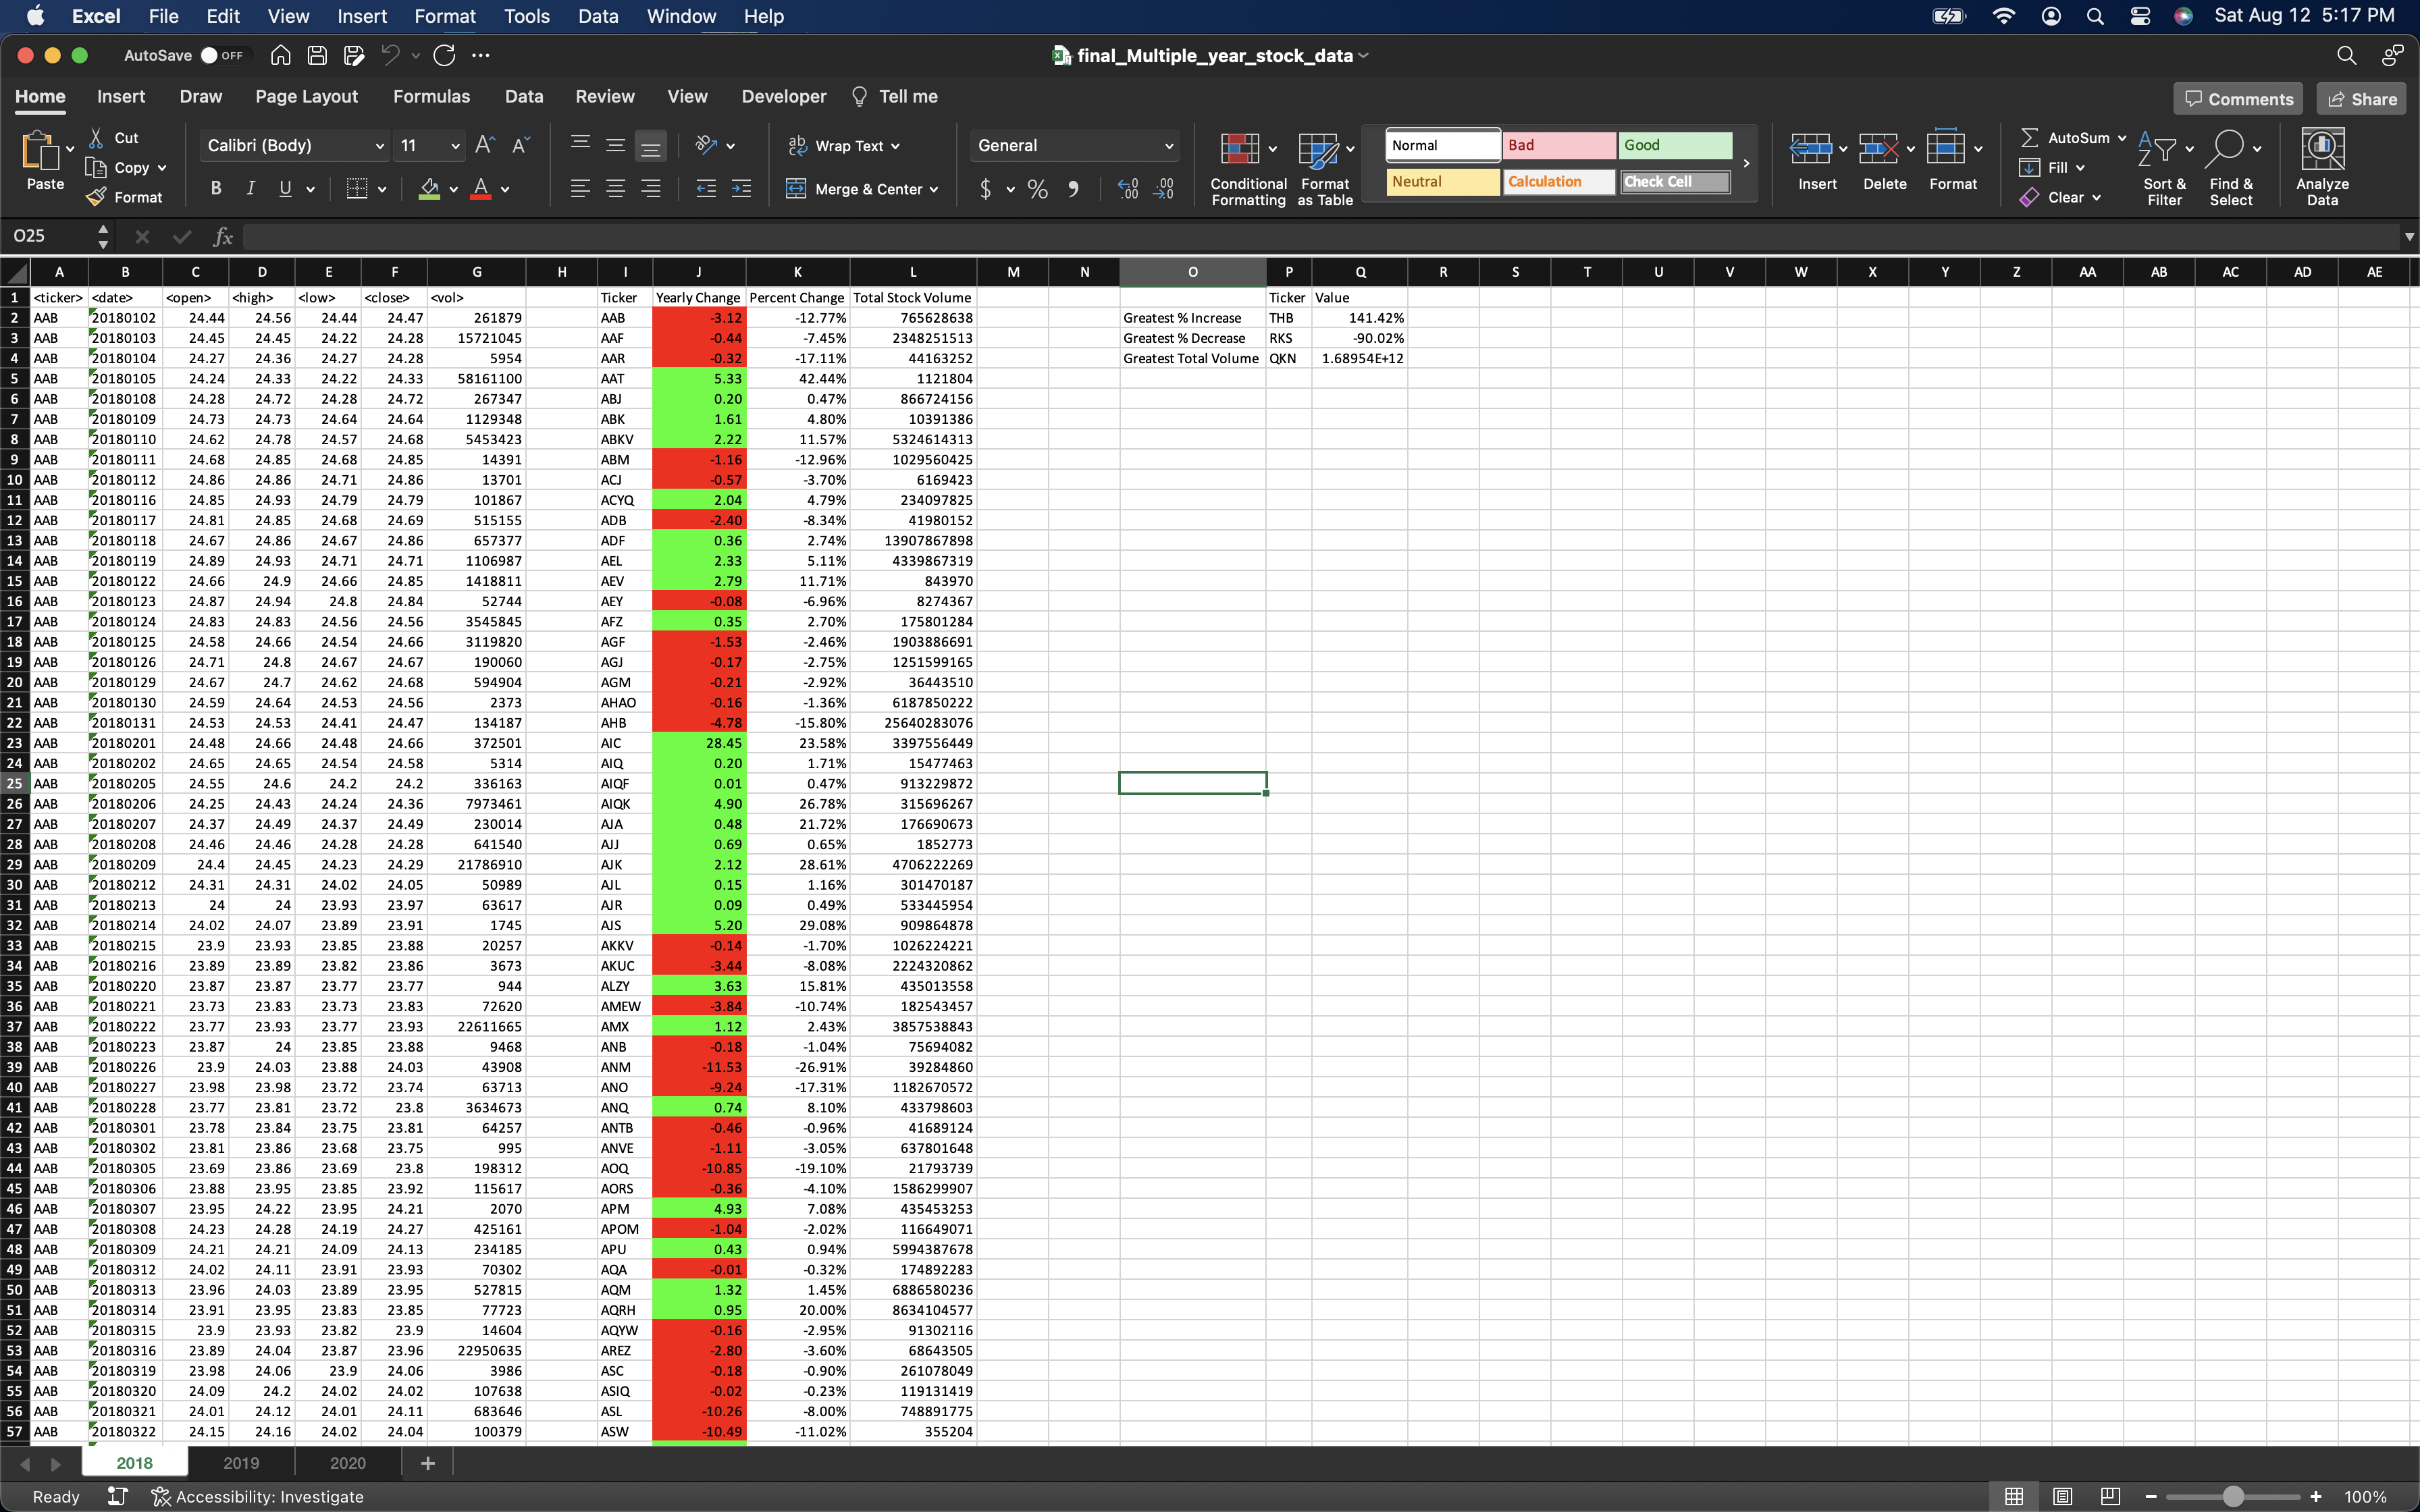 Excel File Edit View Insert Format Tools Data Window Help Sat Aug 12 5:17 PM
AutoSave OFF final_Multiple_year_stock_data
Home Insert Draw Page Layout Formulas Data Review View Developer Tell me Comments Share
Paste Cut Copy Format Calibri (Body) 11 Wrap Text Merge & Center General Conditional Formatting Format as Table Normal Bad Good Neutral Calculation Check Cell Insert Delete Format AutoSum Fill Clear Sort & Filter Find & Select Analyze Data
O25 fx
A B C D E F G H I J K L M N O P Q R S T U V W X Y Z AA AB AC AD AE
1 <ticker> <date> <open> <high> <low> <close> <vol> Ticker Yearly Change Percent Change Total Stock Volume Ticker Value
2 AAB 20180102 24.44 24.56 24.44 24.47 261879 AAB -3.12 -12.77% 765628638 Greatest % Increase THB 141.42%
3 AAB 20180103 24.45 24.45 24.22 24.28 15721045 AAF -0.44 -7.45% 2348251513 Greatest % Decrease RKS -90.02%
4 AAB 20180104 24.27 24.36 24.27 24.28 5954 AAR -0.32 -17.11% 44163252 Greatest Total Volume QKN 1.68954E+12
5 AAB 20180105 24.24 24.33 24.22 24.33 58161100 AAT 5.33 42.44% 1121804
6 AAB 20180108 24.28 24.72 24.28 24.72 267347 ABJ 0.20 0.47% 866724156
7 AAB 20180109 24.73 24.73 24.64 24.64 1129348 ABK 1.61 4.80% 10391386
8 AAB 20180110 24.62 24.78 24.57 24.68 5453423 ABKV 2.22 11.57% 5324614313
9 AAB 20180111 24.68 24.85 24.68 24.85 14391 ABM -1.16 -12.96% 1029560425
10 AAB 20180112 24.86 24.86 24.71 24.86 13701 ACJ -0.57 -3.70% 6169423
11 AAB 20180116 24.85 24.93 24.79 24.79 101867 ACYQ 2.04 4.79% 234097825
12 AAB 20180117 24.81 24.85 24.68 24.69 515155 ADB -2.40 -8.34% 41980152
13 AAB 20180118 24.67 24.86 24.67 24.86 657377 ADF 0.36 2.74% 13907867898
14 AAB 20180119 24.89 24.93 24.71 24.71 1106987 AEL 2.33 5.11% 4339867319
15 AAB 20180122 24.66 24.9 24.66 24.85 1418811 AEV 2.79 11.71% 843970
16 AAB 20180123 24.87 24.94 24.8 24.84 52744 AEY -0.08 -6.96% 8274367
17 AAB 20180124 24.83 24.83 24.56 24.56 3545845 AFZ 0.35 2.70% 175801284
18 AAB 20180125 24.58 24.66 24.54 24.66 3119820 AGF -1.53 -2.46% 1903886691
19 AAB 20180126 24.71 24.8 24.67 24.67 190060 AGJ -0.17 -2.75% 1251599165
20 AAB 20180129 24.67 24.7 24.62 24.68 594904 AGM -0.21 -2.92% 36443510
21 AAB 20180130 24.59 24.64 24.53 24.56 2373 AHAO -0.16 -1.36% 6187850222
22 AAB 20180131 24.53 24.53 24.41 24.47 134187 AHB -4.78 -15.80% 25640283076
23 AAB 20180201 24.48 24.66 24.48 24.66 372501 AIC 28.45 23.58% 3397556449
24 AAB 20180202 24.65 24.65 24.54 24.58 5314 AIQ 0.20 1.71% 15477463
25 AAB 20180205 24.55 24.6 24.2 24.2 336163 AIQF 0.01 0.47% 913229872
26 AAB 20180206 24.25 24.43 24.24 24.36 7973461 AIQK 4.90 26.78% 315696267
27 AAB 20180207 24.37 24.49 24.37 24.49 230014 AJA 0.48 21.72% 176690673
28 AAB 20180208 24.46 24.46 24.28 24.28 641540 AJJ 0.69 0.65% 1852773
29 AAB 20180209 24.4 24.45 24.23 24.29 21786910 AJK 2.12 28.61% 4706222269
30 AAB 20180212 24.31 24.31 24.02 24.05 50989 AJL 0.15 1.16% 301470187
31 AAB 20180213 24 24 23.93 23.97 63617 AJR 0.09 0.49% 533445954
32 AAB 20180214 24.02 24.07 23.89 23.91 1745 AJS 5.20 29.08% 909864878
33 AAB 20180215 23.9 23.93 23.85 23.88 20257 AKKV -0.14 -1.70% 1026224221
34 AAB 20180216 23.89 23.89 23.82 23.86 3673 AKUC -3.44 -8.08% 2224320862
35 AAB 20180220 23.87 23.87 23.77 23.77 944 ALZY 3.63 15.81% 435013558
36 AAB 20180221 23.73 23.83 23.73 23.83 72620 AMEW -3.84 -10.74% 182543457
37 AAB 20180222 23.77 23.93 23.77 23.93 22611665 AMX 1.12 2.43% 3857538843
38 AAB 20180223 23.87 24 23.85 23.88 9468 ANB -0.18 -1.04% 75694082
39 AAB 20180226 23.9 24.03 23.88 24.03 43908 ANM -11.53 -26.91% 39284860
40 AAB 20180227 23.98 23.98 23.72 23.74 63713 ANO -9.24 -17.31% 1182670572
41 AAB 20180228 23.77 23.81 23.72 23.8 3634673 ANQ 0.74 8.10% 433798603
42 AAB 20180301 23.78 23.84 23.75 23.81 64257 ANTB -0.46 -0.96% 41689124
43 AAB 20180302 23.81 23.86 23.68 23.75 995 ANVE -1.11 -3.05% 637801648
44 AAB 20180305 23.69 23.86 23.69 23.8 198312 AOQ -10.85 -19.10% 21793739
45 AAB 20180306 23.88 23.95 23.85 23.92 115617 AORS -0.36 -4.10% 1586299907
46 AAB 20180307 23.95 24.22 23.95 24.21 2070 APM 4.93 7.08% 435453253
47 AAB 20180308 24.23 24.28 24.19 24.27 425161 APOM -1.04 -2.02% 116649071
48 AAB 20180309 24.21 24.21 24.09 24.13 234185 APU 0.43 0.94% 5994387678
49 AAB 20180312 24.02 24.11 23.91 23.93 70302 AQA -0.01 -0.32% 174892283
50 AAB 20180313 23.96 24.03 23.89 23.95 527815 AQM 1.32 1.45% 6886580236
51 AAB 20180314 23.91 23.95 23.83 23.85 77723 AQRH 0.95 20.00% 8634104577
52 AAB 20180315 23.9 23.93 23.82 23.9 14604 AQYW -0.16 -2.95% 91302116
53 AAB 20180316 23.89 24.04 23.87 23.96 22950635 AREZ -2.80 -3.60% 68643505
54 AAB 20180319 23.98 24.06 23.9 24.06 3986 ASC -0.18 -0.90% 261078049
55 AAB 20180320 24.09 24.2 24.02 24.02 107638 ASIQ -0.02 -0.23% 119131419
56 AAB 20180321 24.01 24.12 24.01 24.11 683646 ASL -10.26 -8.00% 748891775
57 AAB 20180322 24.15 24.16 24.02 24.04 100379 ASW -10.49 -11.02% 355204
2018 2019 2020 +
Ready Accessibility: Investigate 100%